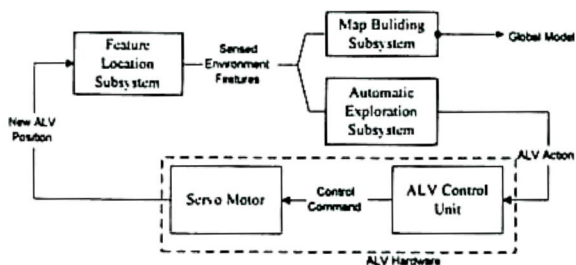 Feature
Location
Subsystem
Sensed
Environment
Features
Map Buliding
Subsystem
Global Model
Automatic
Exploration
Subsystem
New ALV
Position
ALV Action
Servo Motor
Control
Command
ALV Control
Unit
ALV Hardware